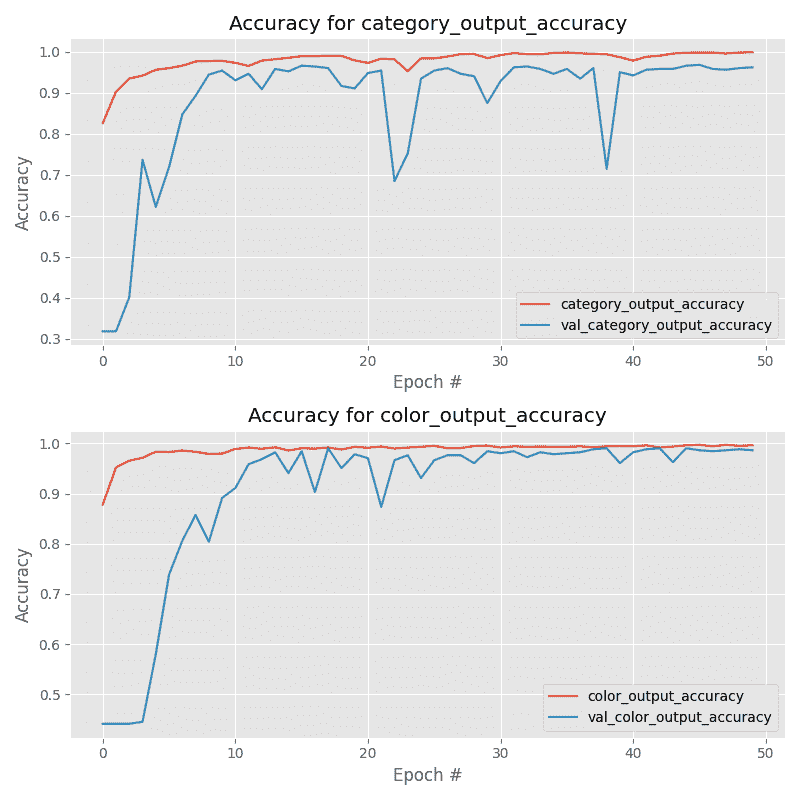 Accuracy for category_output_accuracy
1.0
0.9
0.8
0.7
0.6
0.5
0.4
0.3
Accuracy
category_output_accuracy
val_category_output_accuracy
0 10 20 30 40 50
Epoch #
Accuracy for color_output_accuracy
1.0
0.9
0.8
0.7
0.6
0.5
Accuracy
color_output_accuracy
val_color_output_accuracy
0 10 20 30 40 50
Epoch #